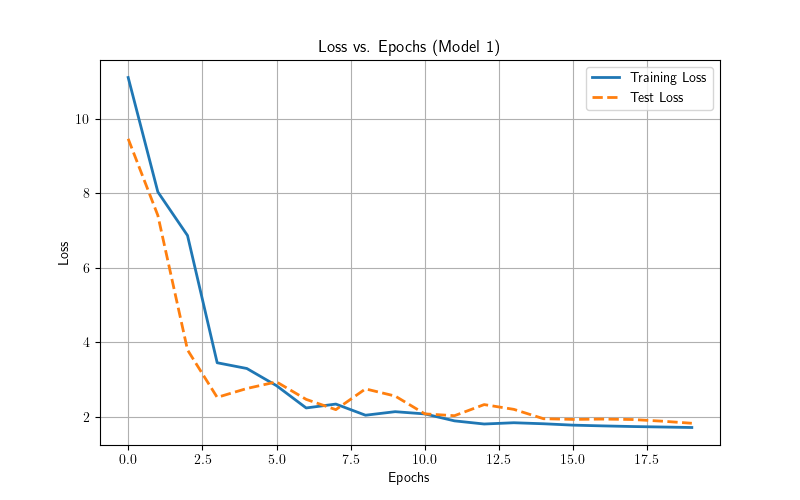 Loss vs. Epochs (Model 1)
Training Loss
Test Loss
10
8
6
4
2
Loss
0.0 2.5 5.0 7.5 10.0 12.5 15.0 17.5
Epochs